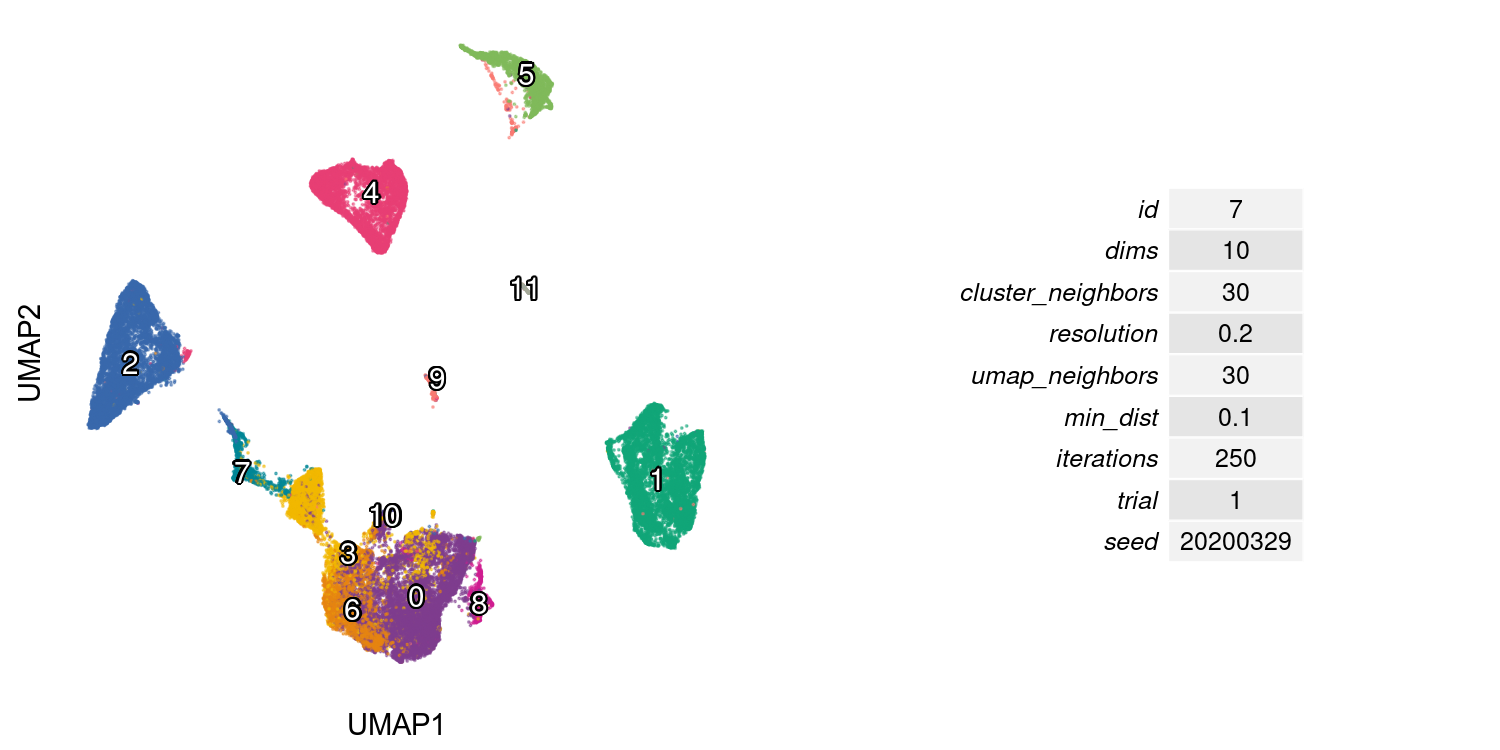 5
4
11
2
9
1
7
10
3
0
6
8
UMAP2
UMAP1
id 7
dims 10
cluster_neighbors 30
resolution 0.2
umap_neighbors 30
min_dist 0.1
iterations 250
trial 1
seed 20200329